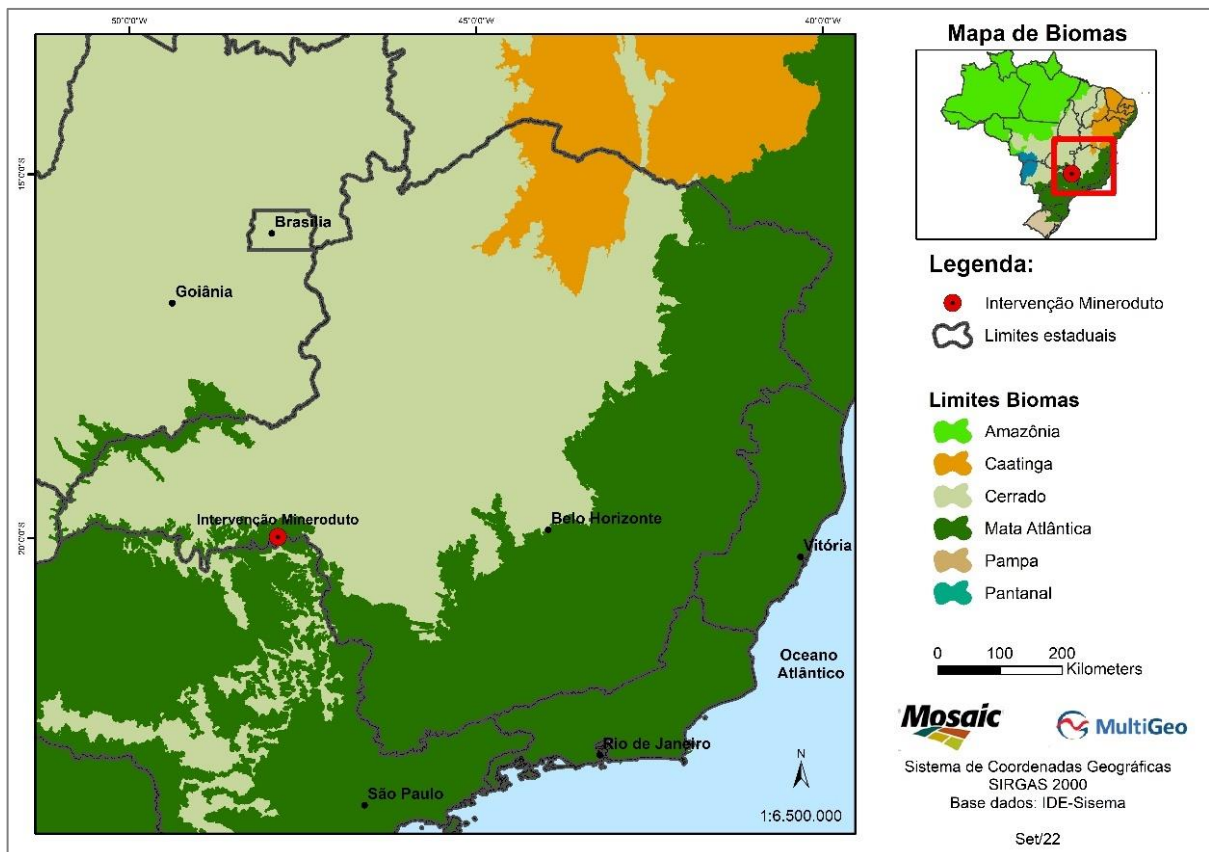 50°0'0"W
45°0'0"W
40°0'0"W
15°0'0"S
20°0'0"S
Brasília
Goiânia
Intervenção Mineroduto
Belo Horizonte
Vitória
Oceano
Atlântico
Rio de Janeiro
São Paulo
N
1:6.500.000
Mapa de Biomas
Legenda:
Intervenção Mineroduto
Limites estaduais
Limites Biomas
Amazônia
Caatinga
Cerrado
Mata Atlântica
Pampa
Pantanal
0 100 200
Kilometers
Mosaic
MultiGeo
Sistema de Coordenadas Geográficas
SIRGAS 2000
Base dados: IDE-Sisema
Set/22